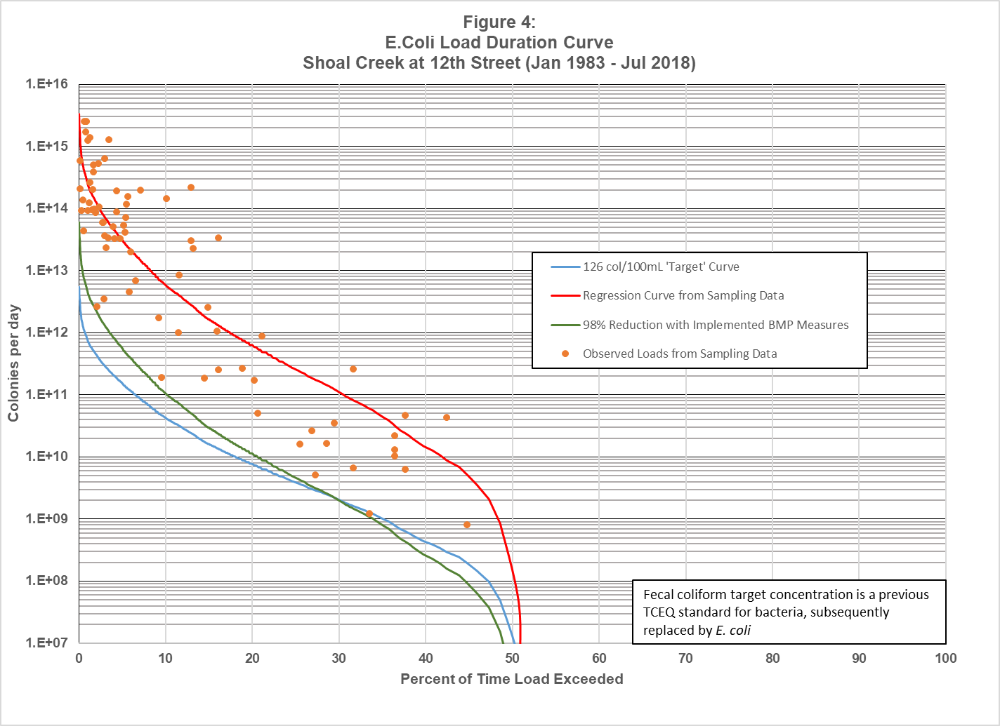 Figure 4:
E.Coli Load Duration Curve
Shoal Creek at 12th Street (Jan 1983 - Jul 2018)
1.E+16
1.E+15
1.E+14
1.E+13
1.E+12
1.E+11
1.E+10
1.E+09
1.E+08
1.E+07
Colonies per day
126 col/100mL 'Target' Curve
Regression Curve from Sampling Data
98% Reduction with Implemented BMP Measures
Observed Loads from Sampling Data
Fecal coliform target concentration is a previous
TCEQ standard for bacteria, subsequently
replaced by E. coli
0 10 20 30 40 50 60 70 80 90 100
Percent of Time Load Exceeded